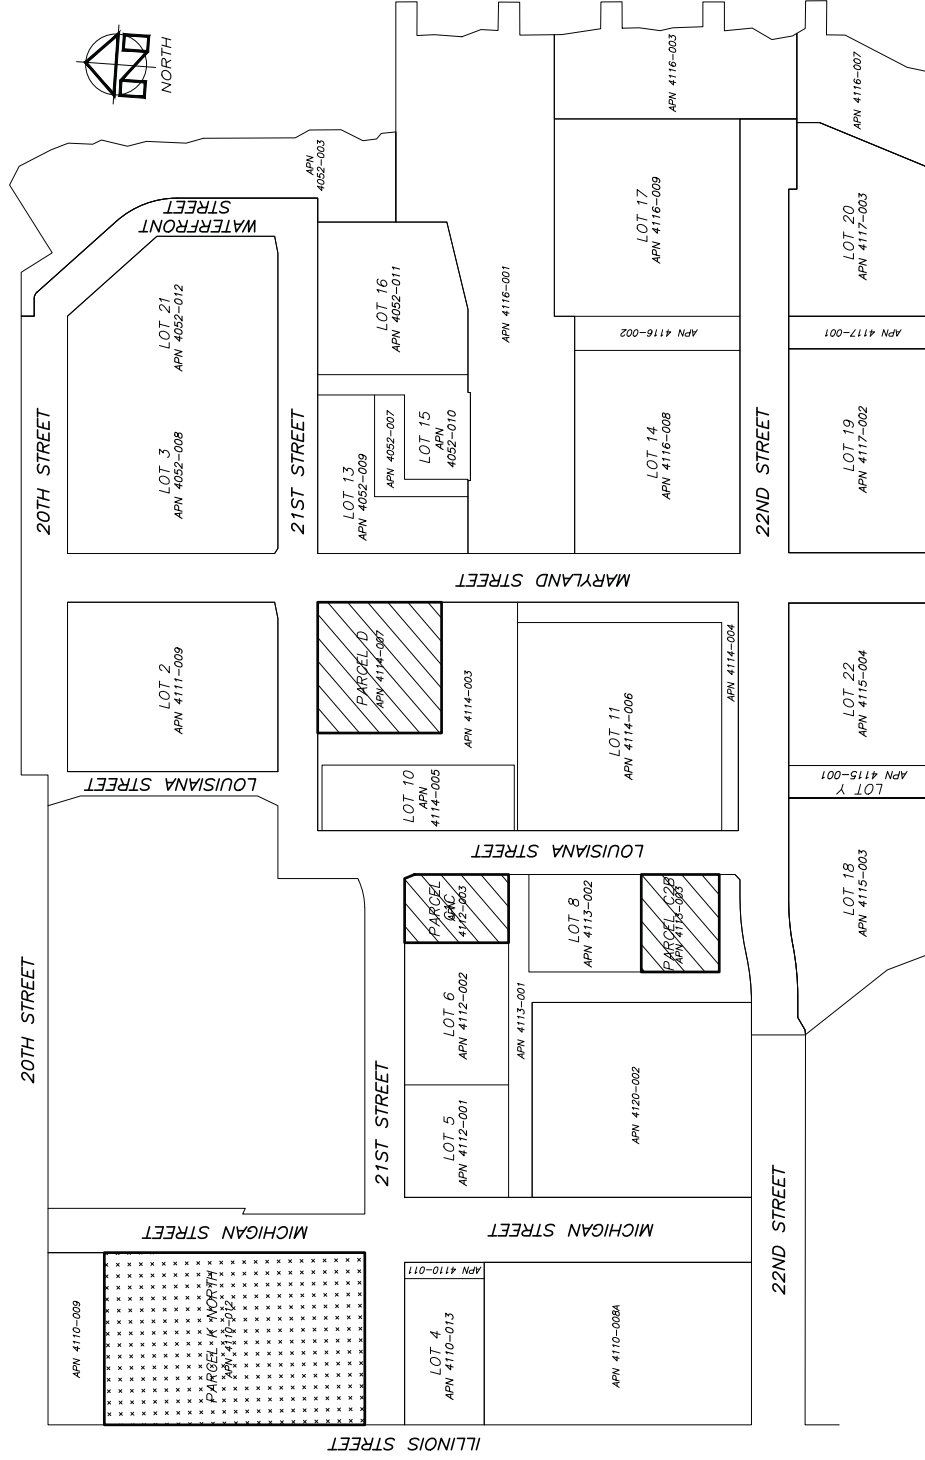 NORTH
20TH STREET
20TH STREET
21ST STREET
21ST STREET
22ND STREET
22ND STREET
ILLINOIS STREET
MICHIGAN STREET
MICHIGAN STREET
LOUISIANA STREET
LOUISIANA STREET
MARYLAND STREET
WATERFRONT
STREET
APN 4110-009
PARCEL K NORTH
APN 4110-012
LOT 4
APN 4110-013
APN 4110-011
APN 4110-008A
LOT 5
APN 4112-001
LOT 6
APN 4112-002
PARCEL
C1C
APN
4112-003
APN 4113-001
LOT 8
APN 4113-002
PARCEL C2B
APN 4113-003
APN 4120-002
LOT 2
APN 4111-009
PARCEL D
APN 4114-007
APN 4114-003
LOT 10
APN
4114-005
LOT 11
APN 4114-006
APN 4114-004
LOT 18
APN 4115-003
LOT Y
APN 4115-001
LOT 22
APN 4115-004
LOT 3
APN 4052-008
LOT 21
APN 4052-012
LOT 13
APN 4052-009
APN 4052-007
LOT 15
APN
4052-010
LOT 16
APN 4052-011
APN
4052-003
APN 4116-001
LOT 14
APN 4116-008
APN 4116-002
LOT 17
APN 4116-009
APN 4116-003
APN 4116-007
LOT 19
APN 4117-002
APN 4117-001
LOT 20
APN 4117-003